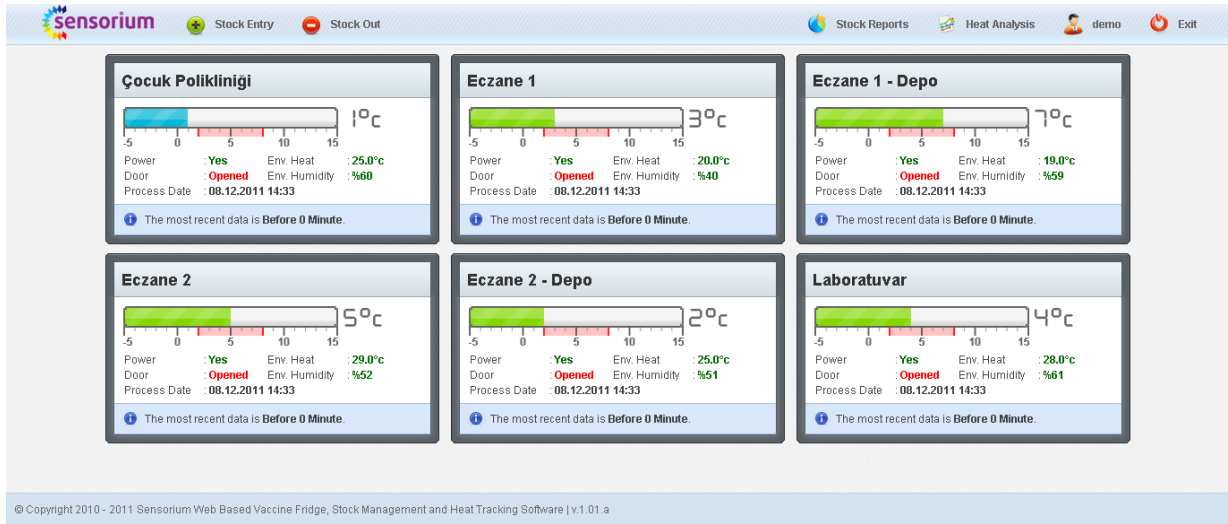 sensorium Stock Entry Stock Out Stock Reports Heat Analysis demo Exit
Çocuk Polikliniği
1°c
-5 0 5 10 15
Power : Yes Env. Heat : 25.0°c
Door : Opened Env. Humidity : %60
Process Date : 08.12.2011 14:33
The most recent data is Before 0 Minute.
Eczane 1
3°c
-5 0 5 10 15
Power : Yes Env. Heat : 20.0°c
Door : Opened Env. Humidity : %40
Process Date : 08.12.2011 14:33
The most recent data is Before 0 Minute.
Eczane 1 - Depo
7°c
-5 0 5 10 15
Power : Yes Env. Heat : 19.0°c
Door : Opened Env. Humidity : %59
Process Date : 08.12.2011 14:33
The most recent data is Before 0 Minute.
Eczane 2
5°c
-5 0 5 10 15
Power : Yes Env. Heat : 29.0°c
Door : Opened Env. Humidity : %52
Process Date : 08.12.2011 14:33
The most recent data is Before 0 Minute.
Eczane 2 - Depo
2°c
-5 0 5 10 15
Power : Yes Env. Heat : 25.0°c
Door : Opened Env. Humidity : %51
Process Date : 08.12.2011 14:33
The most recent data is Before 0 Minute.
Laboratuvar
4°c
-5 0 5 10 15
Power : Yes Env. Heat : 28.0°c
Door : Opened Env. Humidity : %61
Process Date : 08.12.2011 14:33
The most recent data is Before 0 Minute.
© Copyright 2010 - 2011 Sensorium Web Based Vaccine Fridge, Stock Management and Heat Tracking Software | v.1.01.a